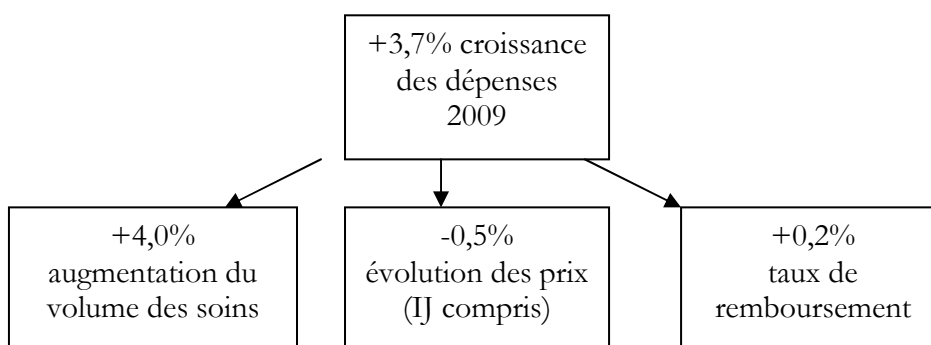 +3,7% croissance
des dépenses
2009
+4,0%
augmentation du
volume des soins
-0,5%
évolution des prix
(IJ compris)
+0,2%
taux de
remboursement